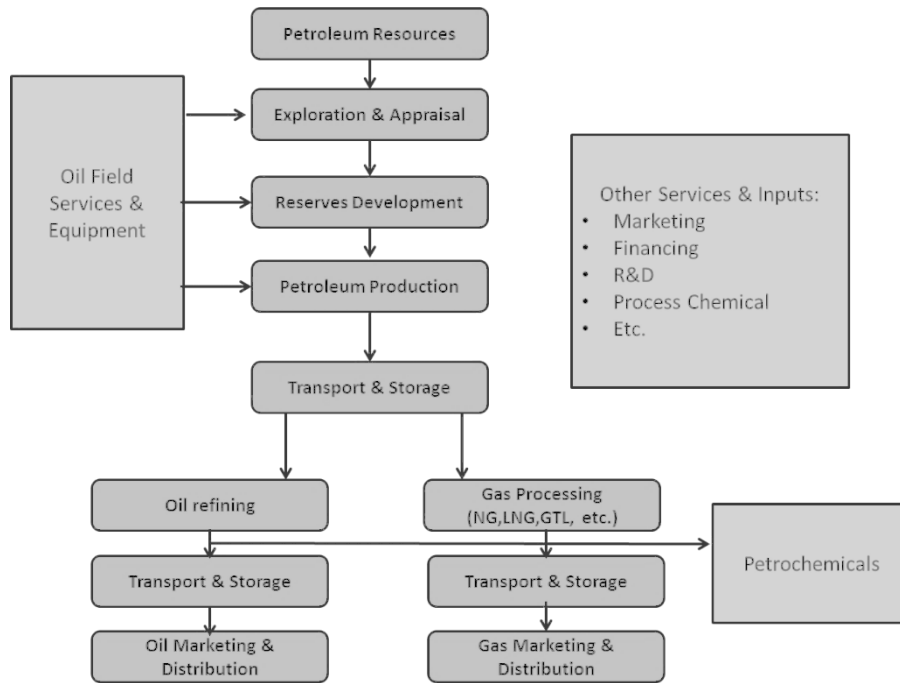 Petroleum Resources
Exploration & Appraisal
Oil Field
Services &
Equipment
Reserves Development
Petroleum Production
Other Services & Inputs:
• Marketing
• Financing
• R&D
• Process Chemical
• Etc.
Transport & Storage
Oil refining
Gas Processing
(NG,LNG,GTL, etc.)
Petrochemicals
Transport & Storage
Transport & Storage
Oil Marketing &
Distribution
Gas Marketing &
Distribution